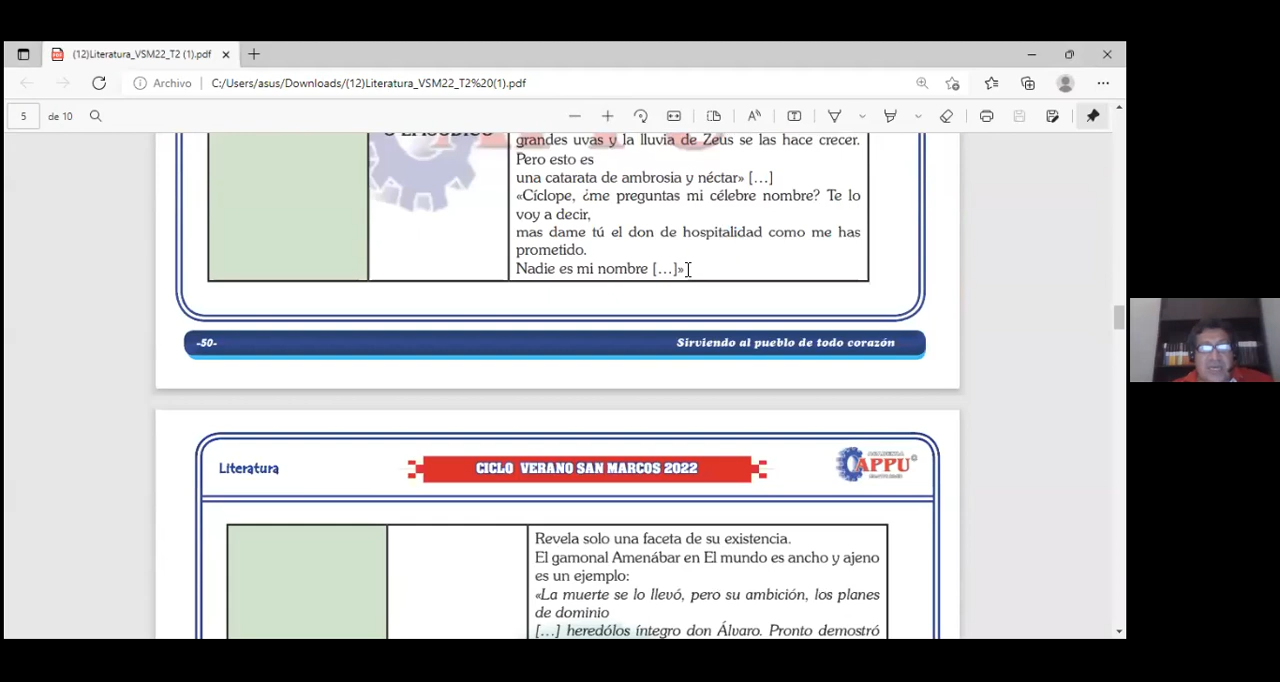 (12)Literatura_VSM22_T2 (1).pdf
Archivo | C:/Users/asus/Downloads/(12)Literatura_VSM22_T2%20(1).pdf
5 de 10
O EPISÓDICO
grandes uvas y la lluvia de Zeus se las hace crecer.
Pero esto es
una catarata de ambrosia y néctar» […]
«Cíclope, ¿me preguntas mi célebre nombre? Te lo
voy a decir,
mas dame tú el don de hospitalidad como me has
prometido.
Nadie es mi nombre […]»
-50- Sirviendo al pueblo de todo corazón
Literatura
CICLO VERANO SAN MARCOS 2022
APPU
Revela solo una faceta de su existencia.
El gamonal Amenábar en El mundo es ancho y ajeno
es un ejemplo:
«La muerte se lo llevó, pero su ambición, los planes
de dominio
[…] heredólos íntegro don Álvaro. Pronto demostró